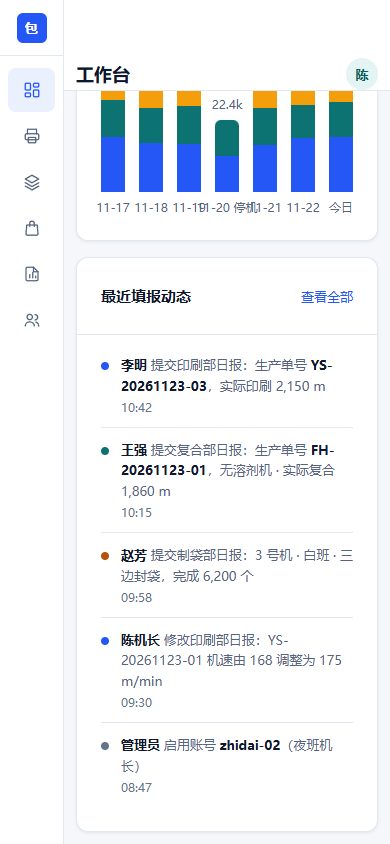 包
工作台
陈
22.4k
11-17 11-18 11-19 11-20 停机 11-21 11-22 今日
最近填报动态
查看全部
李明 提交印刷部日报：生产单号 YS-
20261123-03，实际印刷 2,150 m
10:42
王强 提交复合部日报：生产单号 FH-
20261123-01，无溶剂机 · 实际复合
1,860 m
10:15
赵芳 提交制袋部日报：3 号机 · 白班 · 三
边封袋，完成 6,200 个
09:58
陈机长 修改印刷部日报：YS-
20261123-01 机速由 168 调整为 175
m/min
09:30
管理员 启用账号 zhidai-02（夜班机
长）
08:47